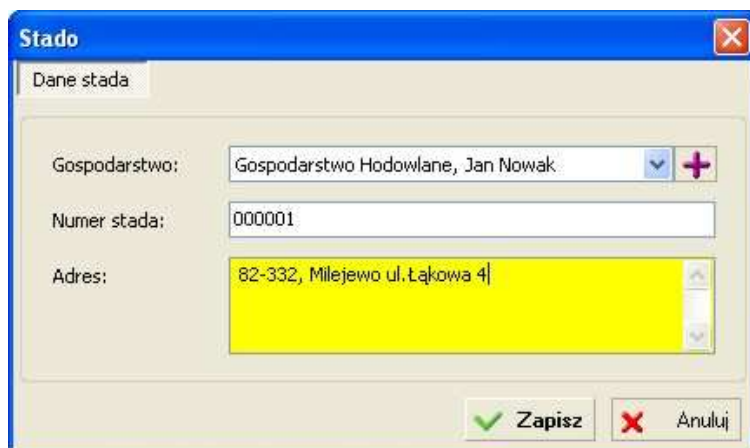 Stado
Dane stada
Gospodarstwo: Gospodarstwo Hodowlane, Jan Nowak
Numer stada: 000001
Adres: 82-332, Milejewo ul.Łąkowa 4
Zapisz Anuluj